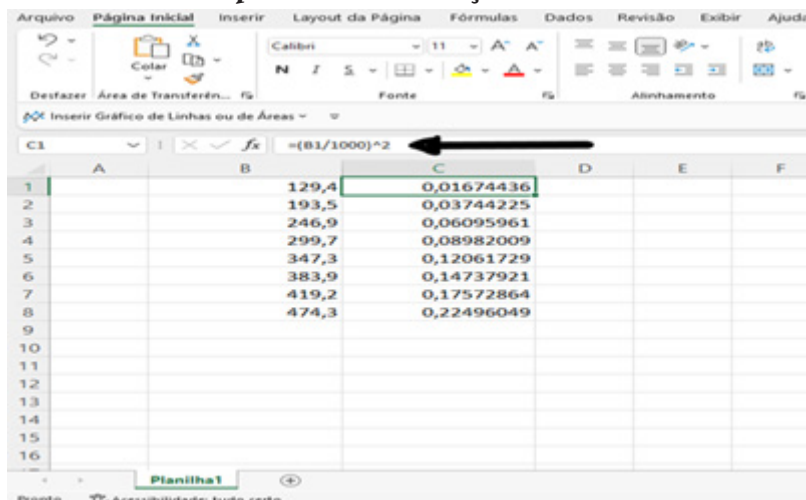 Arquivo Página Inicial Inserir Layout da Página Fórmulas Dados Revisão Exibir Ajuda
Colar
Calibri 11 A A
N I S A
Desfazer Área de Transferên... Fonte Alinhamento
Inserir Gráfico de Linhas ou de Áreas
C1 fx =(B1/1000)^2
A B C D E F
1 129,4 0,01674436
2 193,5 0,03744225
3 246,9 0,06095961
4 299,7 0,08982009
5 347,3 0,12061729
6 383,9 0,14737921
7 419,2 0,17572864
8 474,3 0,22496049
9
10
11
12
13
14
15
16
Planilha1
Pronto Acessibilidade: tudo certo